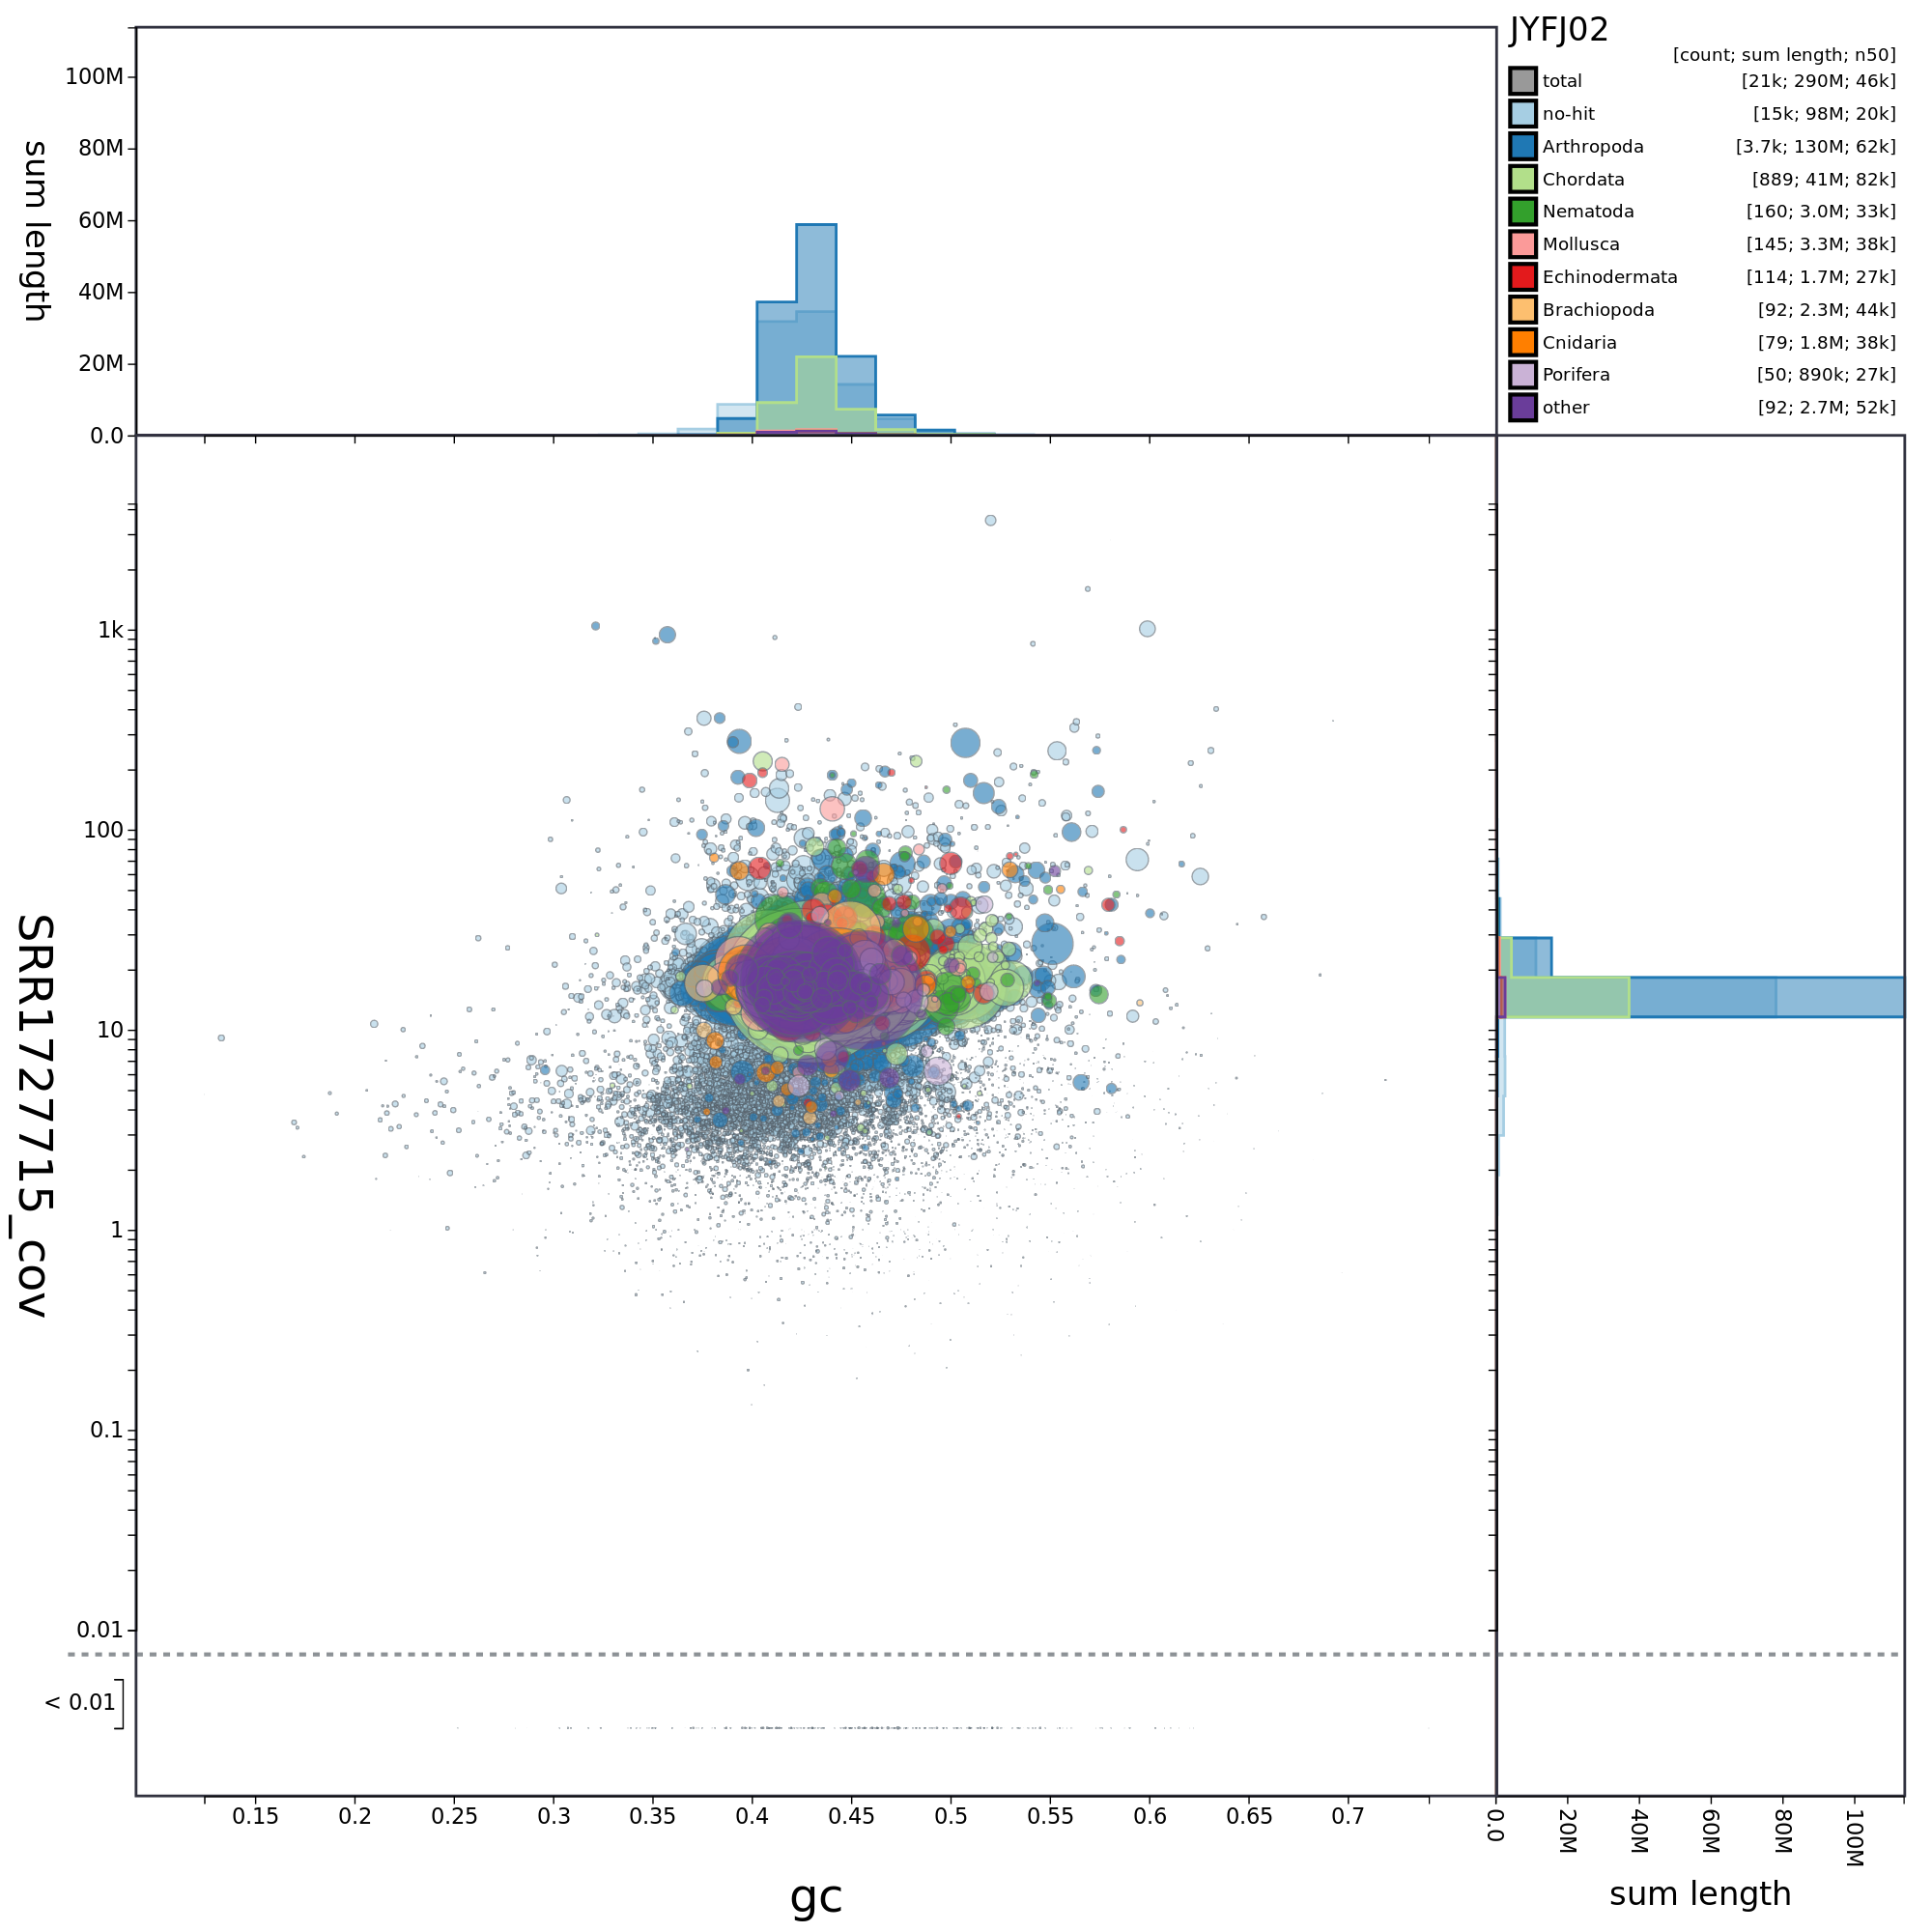 JYFJ02
[count; sum length; n50]
total [21k; 290M; 46k]
no-hit [15k; 98M; 20k]
Arthropoda [3.7k; 130M; 62k]
Chordata [889; 41M; 82k]
Nematoda [160; 3.0M; 33k]
Mollusca [145; 3.3M; 38k]
Echinodermata [114; 1.7M; 27k]
Brachiopoda [92; 2.3M; 44k]
Cnidaria [79; 1.8M; 38k]
Porifera [50; 890k; 27k]
other [92; 2.7M; 52k]
sum length
100M
80M
60M
40M
20M
0.0
SRR1727715_cov
1k
100
10
1
0.1
0.01
< 0.01
0.15 0.2 0.25 0.3 0.35 0.4 0.45 0.5 0.55 0.6 0.65 0.7
gc
0.0 20M 40M 60M 80M 100M
sum length